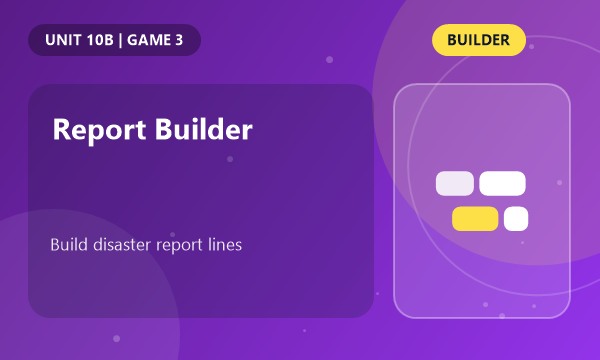 UNIT 10B | GAME 3
BUILDER
Report Builder
Build disaster report lines